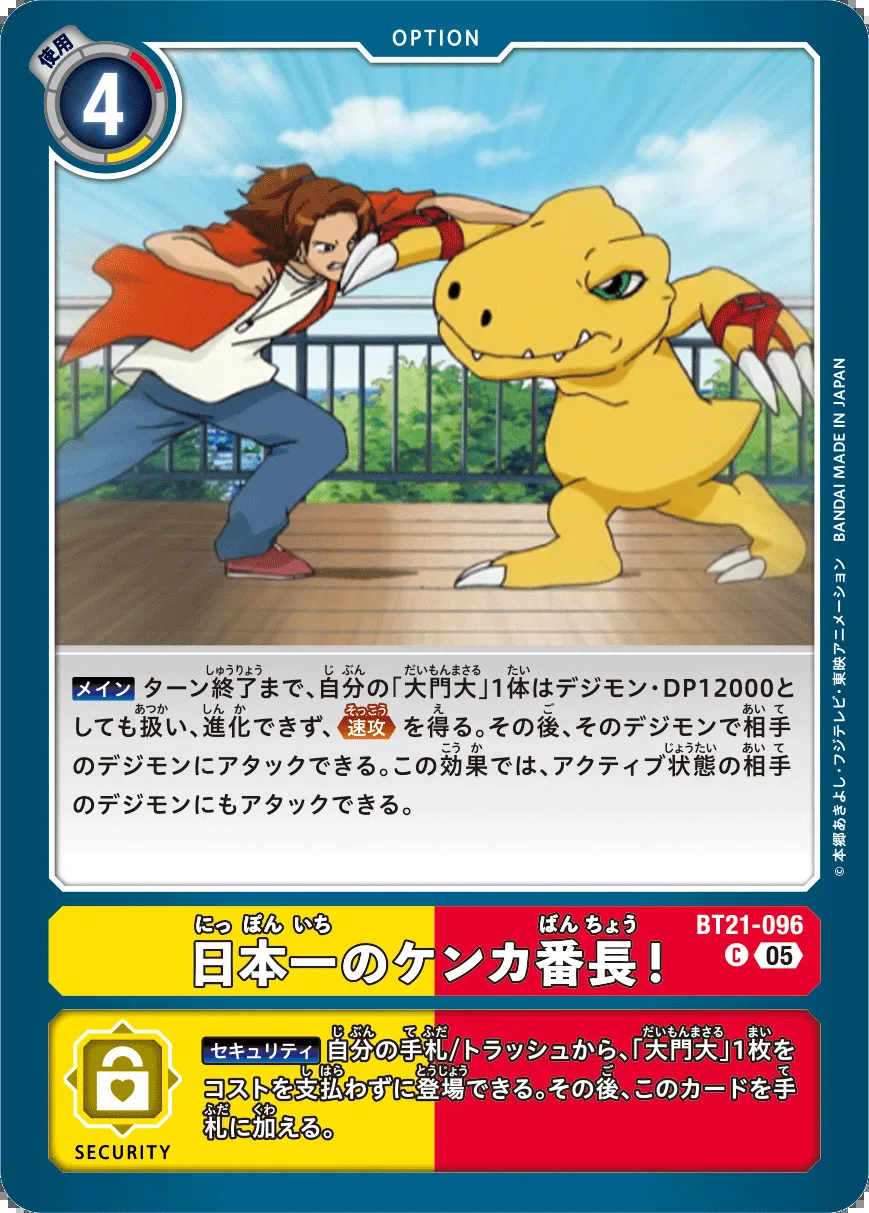 OPTION
使用
4
メイン ターン終了まで、自分の「大門大」1体はデジモン・DP12000と
しても扱い、進化できず、速攻 を得る。その後、そのデジモンで相手
のデジモンにアタックできる。この効果では、アクティブ状態の相手
のデジモンにもアタックできる。
© 本郷あきよし・フジテレビ・東映アニメーション BANDAI MADE IN JAPAN
日本一のケンカ番長!
BT21-096
C 05
セキュリティ 自分の手札/トラッシュから、「大門大」1枚を
コストを支払わずに登場できる。その後、このカードを手
札に加える。
SECURITY